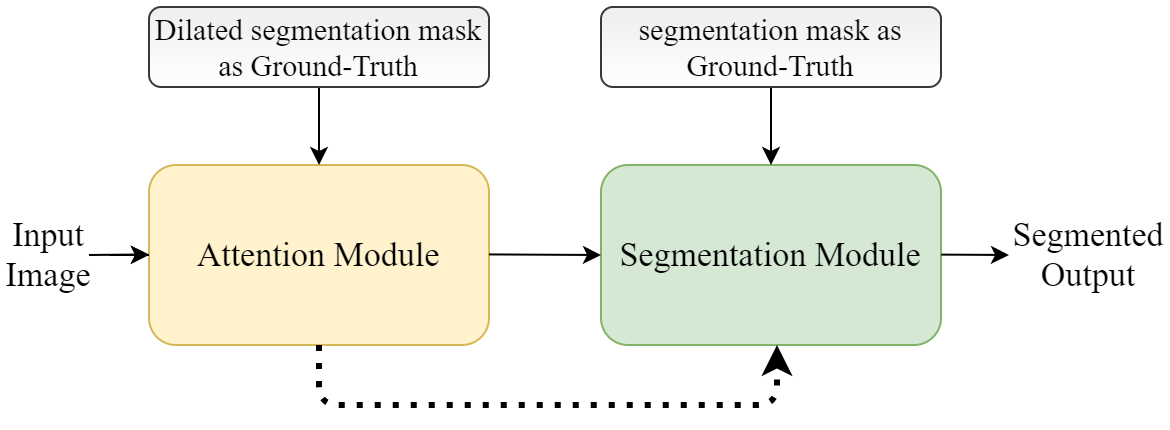 Dilated segmentation mask
as Ground-Truth
segmentation mask as
Ground-Truth
Input
Image
Attention Module
Segmentation Module
Segmented
Output